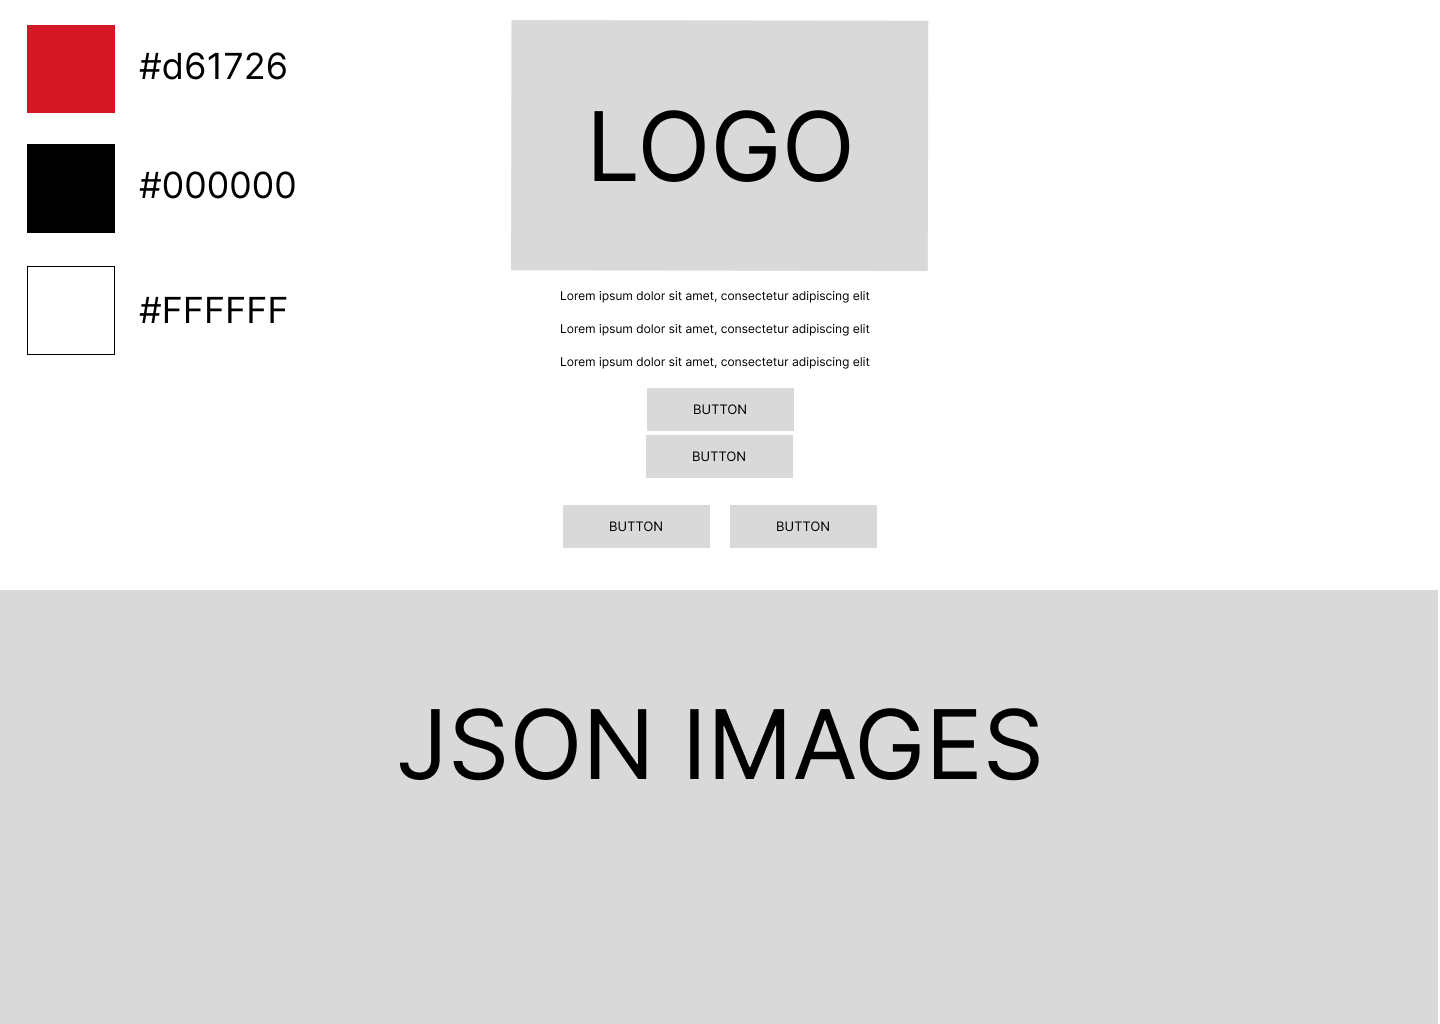 #d61726
#000000
#FFFFFF
LOGO
Lorem ipsum dolor sit amet, consectetur adipiscing elit
Lorem ipsum dolor sit amet, consectetur adipiscing elit
Lorem ipsum dolor sit amet, consectetur adipiscing elit
BUTTON
BUTTON
BUTTON BUTTON
JSON IMAGES